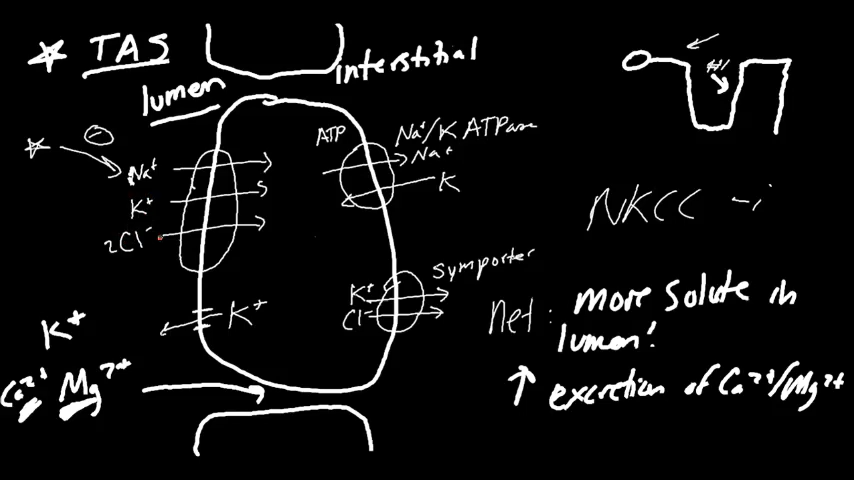 TAS
lumen
interstitial
ATP
Na⁺/K ATPase
Na⁺
K
Na⁺
K⁺
2Cl⁻
K⁺
K⁺
Cl
symporter
NKCC -i
net: more solute in
lumen!
↑ excretion of Ca²⁺/Mg²⁺
K⁺
Ca²⁺ Mg²⁺